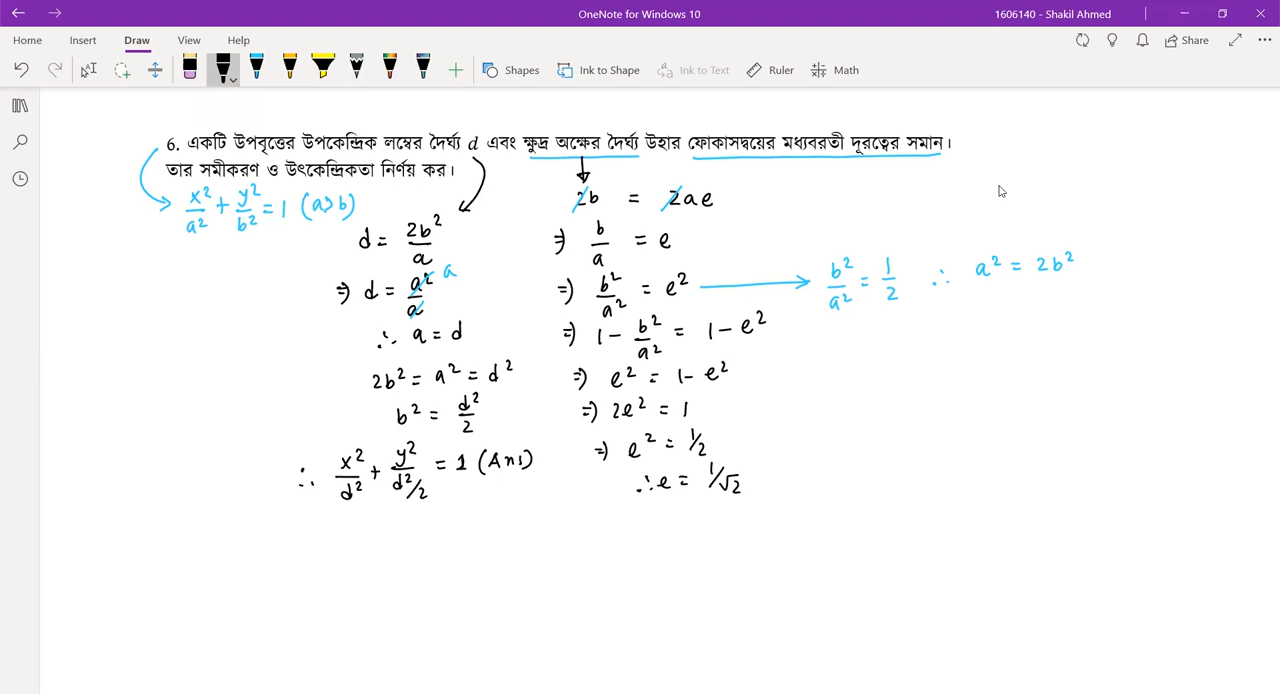 OneNote for Windows 10
1606140 - Shakil Ahmed
Home Insert Draw View Help
Share
Shapes Ink to Shape Ink to Text Ruler Math
6. একটি উপবৃত্তের উপকেন্দ্রিক লম্বের দৈর্ঘ্য d এবং ক্ষুদ্র অক্ষের দৈর্ঘ্য উহার ফোকাসদ্বয়ের মধ্যবরতী দূরত্বের সমান।
তার সমীকরণ ও উৎকেন্দ্রিকতা নির্ণয় কর।
x²/a² + y²/b² = 1 (a>b)
d = 2b²/a
⇒ d = a²/a a
∴ a = d
2b² = a² = d²
b² = d²/2
∴ x²/d² + y²/d²/2 = 1 (Ans)
2b = 2ae
⇒ b/a = e
⇒ b²/a² = e²
⇒ 1 - b²/a² = 1 - e²
⇒ e² = 1 - e²
⇒ 2e² = 1
⇒ e² = 1/2
∴ e = 1/√2
b²/a² = 1/2 ∴ a² = 2b²